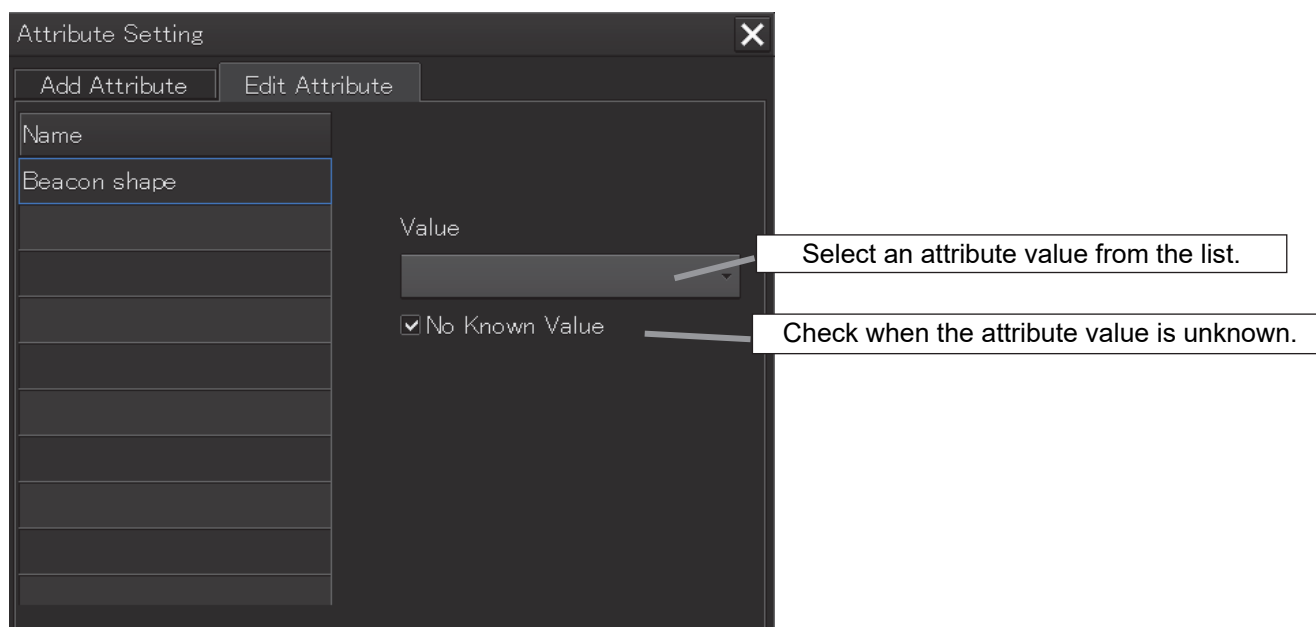 Attribute Setting
Add Attribute
Edit Attribute
Name
Beacon shape
Value
Select an attribute value from the list.
No Known Value
Check when the attribute value is unknown.